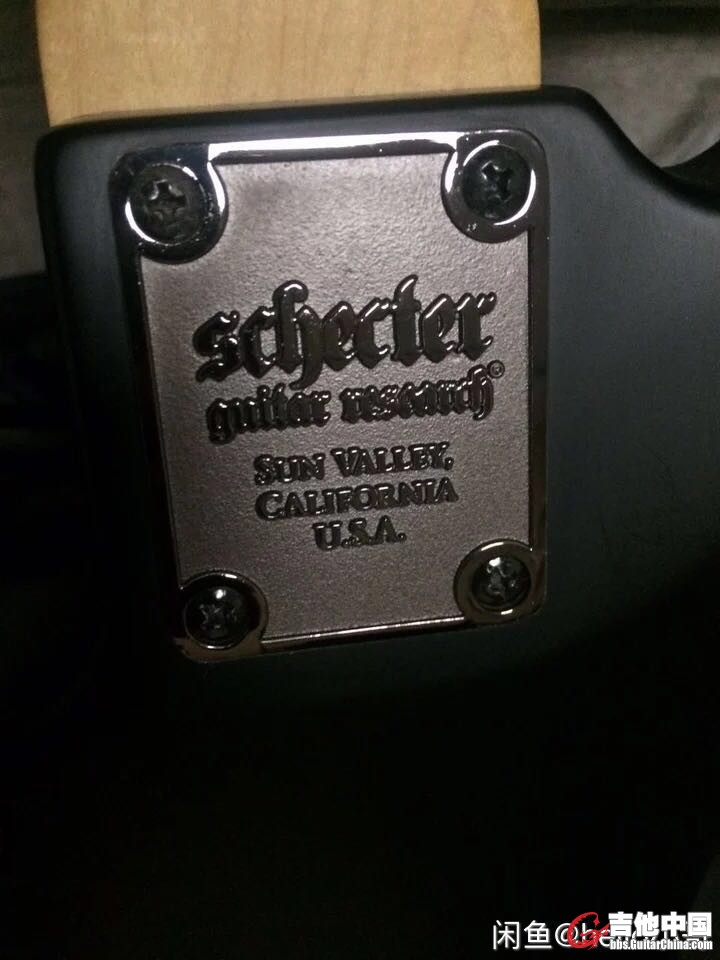 schecter
guitar research®
SUN VALLEY,
CALIFORNIA
U.S.A.
吉他中国
闲鱼@
bbs.GuitarChina.com